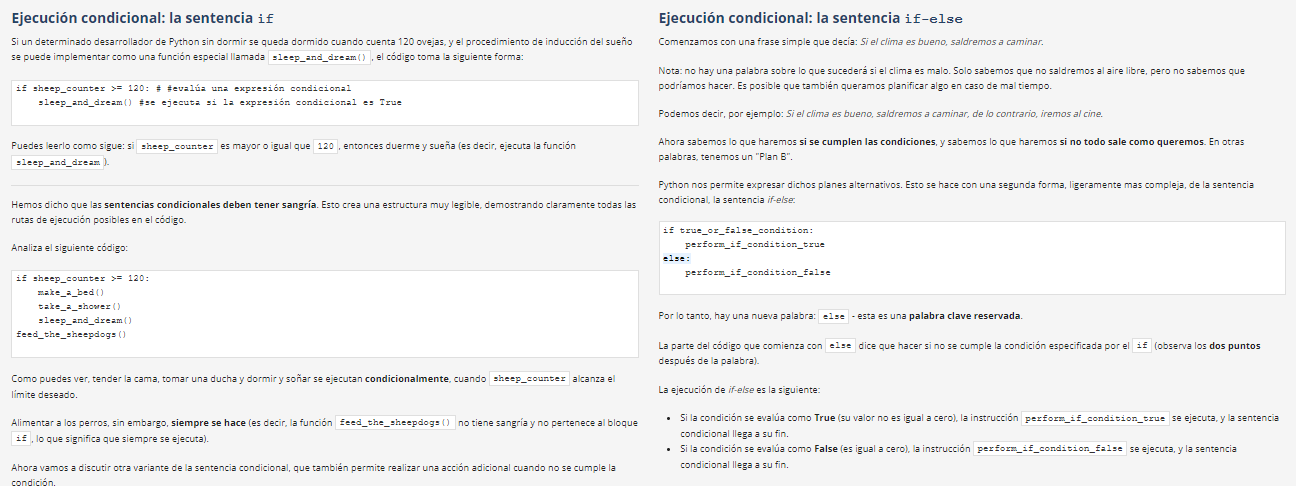 Ejecución condicional: la sentencia if
Si un determinado desarrollador de Python sin dormir se queda dormido cuando cuenta 120 ovejas, y el procedimiento de inducción del sueño
se puede implementar como una función especial llamada sleep_and_dream() , el código toma la siguiente forma:
if sheep_counter >= 120: # #evalúa una expresión condicional
    sleep_and_dream() #se ejecuta si la expresión condicional es True
Puedes leerlo como sigue: si sheep_counter es mayor o igual que 120 , entonces duerme y sueña (es decir, ejecuta la función
sleep_and_dream ).
Hemos dicho que las sentencias condicionales deben tener sangría. Esto crea una estructura muy legible, demostrando claramente todas las
rutas de ejecución posibles en el código.
Analiza el siguiente código:
if sheep_counter >= 120:
    make_a_bed()
    take_a_shower()
    sleep_and_dream()
feed_the_sheepdogs()
Como puedes ver, tender la cama, tomar una ducha y dormir y soñar se ejecutan condicionalmente, cuando sheep_counter alcanza el
límite deseado.
Alimentar a los perros, sin embargo, siempre se hace (es decir, la función feed_the_sheepdogs() no tiene sangría y no pertenece al bloque
if , lo que significa que siempre se ejecuta).
Ahora vamos a discutir otra variante de la sentencia condicional, que también permite realizar una acción adicional cuando no se cumple la
condición.
Ejecución condicional: la sentencia if-else
Comenzamos con una frase simple que decía: Si el clima es bueno, saldremos a caminar.
Nota: no hay una palabra sobre lo que sucederá si el clima es malo. Solo sabemos que no saldremos al aire libre, pero no sabemos que
podríamos hacer. Es posible que también queramos planificar algo en caso de mal tiempo.
Podemos decir, por ejemplo: Si el clima es bueno, saldremos a caminar, de lo contrario, iremos al cine.
Ahora sabemos lo que haremos si se cumplen las condiciones, y sabemos lo que haremos si no todo sale como queremos. En otras
palabras, tenemos un "Plan B".
Python nos permite expresar dichos planes alternativos. Esto se hace con una segunda forma, ligeramente mas compleja, de la sentencia
condicional, la sentencia if-else:
if true_or_false_condition:
    perform_if_condition_true
else:
    perform_if_condition_false
Por lo tanto, hay una nueva palabra: else - esta es una palabra clave reservada.
La parte del código que comienza con else dice que hacer si no se cumple la condición especificada por el if (observa los dos puntos
después de la palabra).
La ejecución de if-else es la siguiente:
• Si la condición se evalúa como True (su valor no es igual a cero), la instrucción perform_if_condition_true se ejecuta, y la sentencia
condicional llega a su fin.
• Si la condición se evalúa como False (es igual a cero), la instrucción perform_if_condition_false se ejecuta, y la sentencia
condicional llega a su fin.